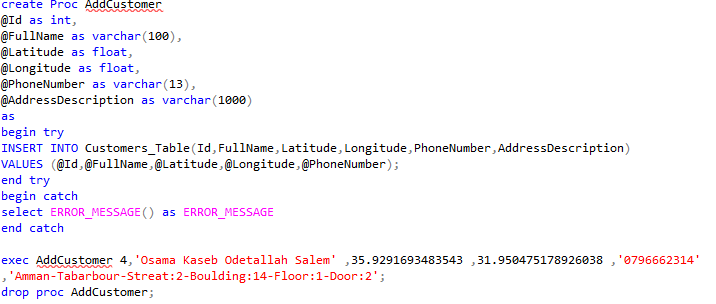 create Proc AddCustomer
@Id as int,
@FullName as varchar(100),
@Latitude as float,
@Longitude as float,
@PhoneNumber as varchar(13),
@AddressDescription as varchar(1000)
as
begin try
INSERT INTO Customers_Table(Id,FullName,Latitude,Longitude,PhoneNumber,AddressDescription)
VALUES (@Id,@FullName,@Latitude,@Longitude,@PhoneNumber);
end try
begin catch
select ERROR_MESSAGE() as ERROR_MESSAGE
end catch
exec AddCustomer 4,'Osama Kaseb Odetallah Salem' ,35.9291693483543 ,31.950475178926038 ,'0796662314'
,'Amman-Tabarbour-Streat:2-Boulding:14-Floor:1-Door:2';
drop proc AddCustomer;